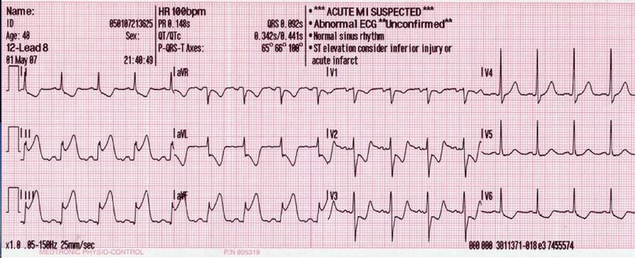 Name:
ID 050107213625
Age: 40 Sex:
12-Lead 8
01 May 07 21:40:49
HR 100bpm
PR 0.148s QRS 0.092s
QT/QTc 0.342s/0.441s
P-QRS-T Axes: 65° 66° 100°
• *** ACUTE MI SUSPECTED ***
• Abnormal ECG **Unconfirmed**
• Normal sinus rhythm
• ST elevation consider inferior injury or
acute infarct
I aVR V1 V4
II aVL V2 V5
III aVF V3 V6
x1.0 .05-150Hz 25mm/sec
000 000 3011371-018 e3 7455574
MEDTRONIC PHYSIO-CONTROL P/N 805319